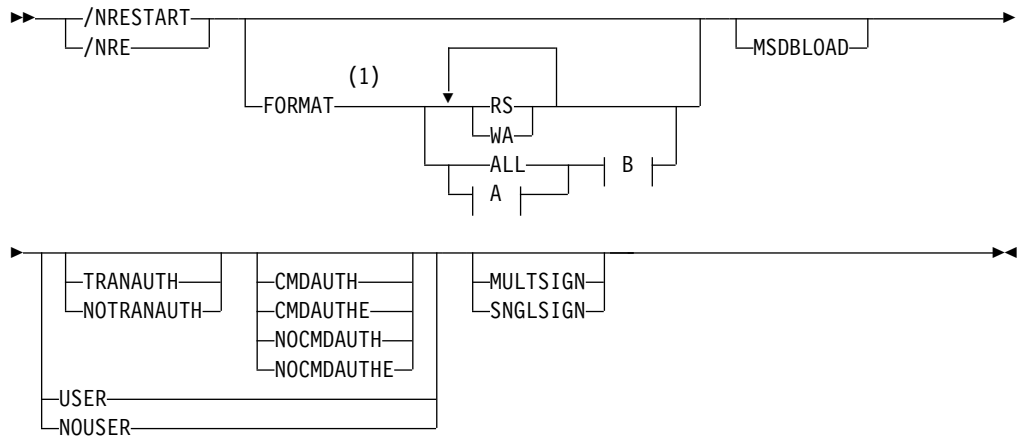 /NRESTART
/NRE
MSDBLOAD
(1)
FORMAT
RS
WA
ALL
B
A
TRANAUTH
CMDAUTH
MULTSIGN
NOTRANAUTH
CMDAUTHE
SNGLSIGN
NOCMDAUTH
NOCMDAUTHE
USER
NOUSER